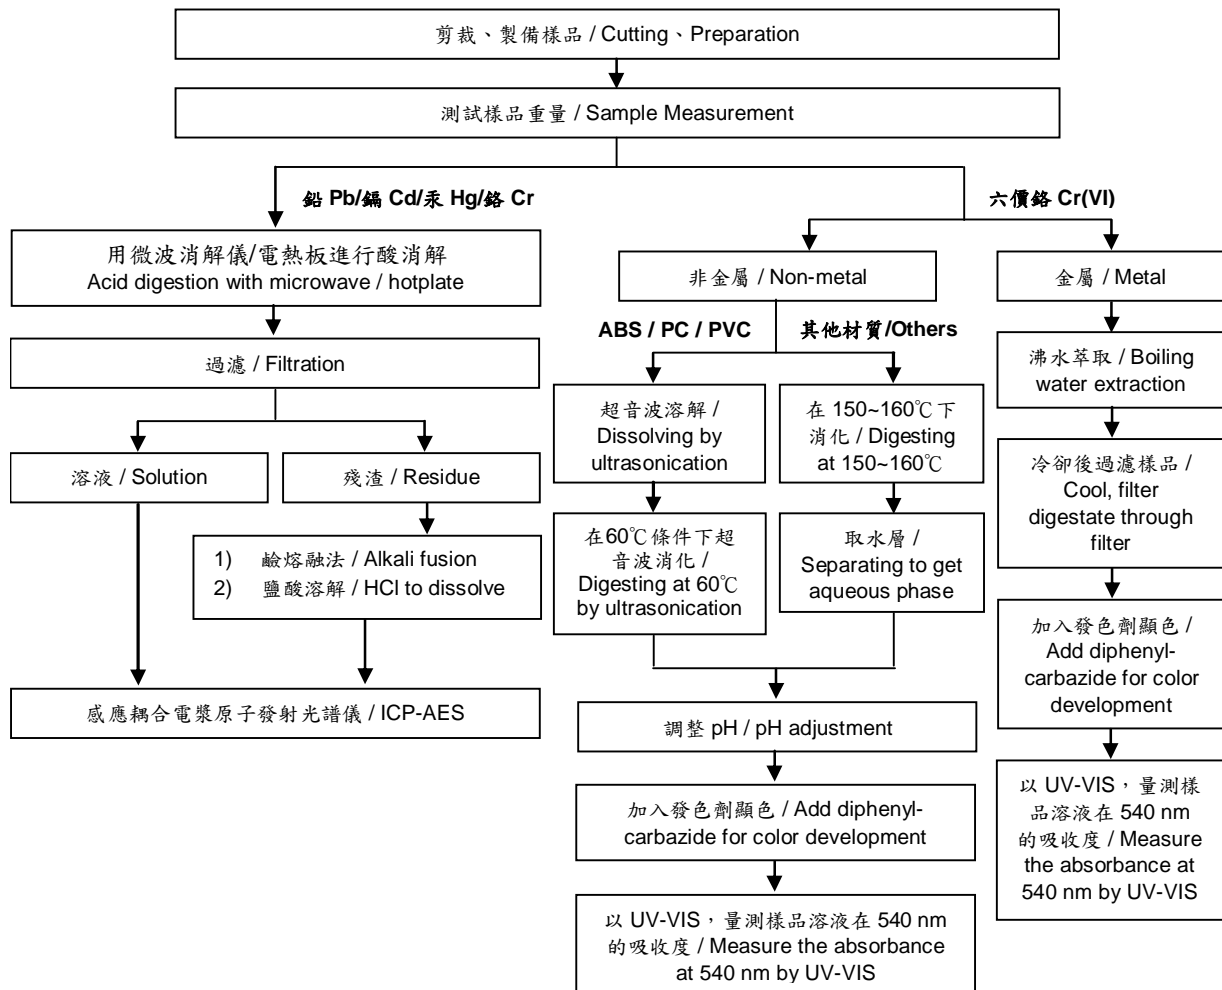 剪裁、製備樣品 / Cutting、Preparation
測試樣品重量 / Sample Measurement
鉛 Pb/鎘 Cd/汞 Hg/鉻 Cr
六價鉻 Cr(VI)
用微波消解儀/電熱板進行酸消解
Acid digestion with microwave / hotplate
過濾 / Filtration
溶液 / Solution
殘渣 / Residue
1) 鹼熔融法 / Alkali fusion
2) 鹽酸溶解 / HCl to dissolve
感應耦合電漿原子發射光譜儀 / ICP-AES
非金屬 / Non-metal
ABS / PC / PVC
其他材質/Others
超音波溶解 /
Dissolving by
ultrasonication
在60℃條件下超
音波消化 /
Digesting at 60℃
by ultrasonication
在 150~160℃下
消化 / Digesting
at 150~160℃
取水層 /
Separating to get
aqueous phase
調整 pH / pH adjustment
加入發色劑顯色 / Add diphenyl-
carbazide for color development
以 UV-VIS，量測樣品溶液在 540 nm
的吸收度 / Measure the absorbance
at 540 nm by UV-VIS
金屬 / Metal
沸水萃取 / Boiling
water extraction
冷卻後過濾樣品 /
Cool, filter
digestate through
filter
加入發色劑顯色 /
Add diphenyl-
carbazide for color
development
以 UV-VIS，量測樣
品溶液在 540 nm
的吸收度 / Measure
the absorbance at
540 nm by UV-VIS